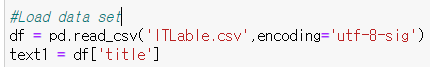 #Load data set
df = pd.read_csv('ITLable.csv',encoding='utf-8-sig')
text1 = df['title']